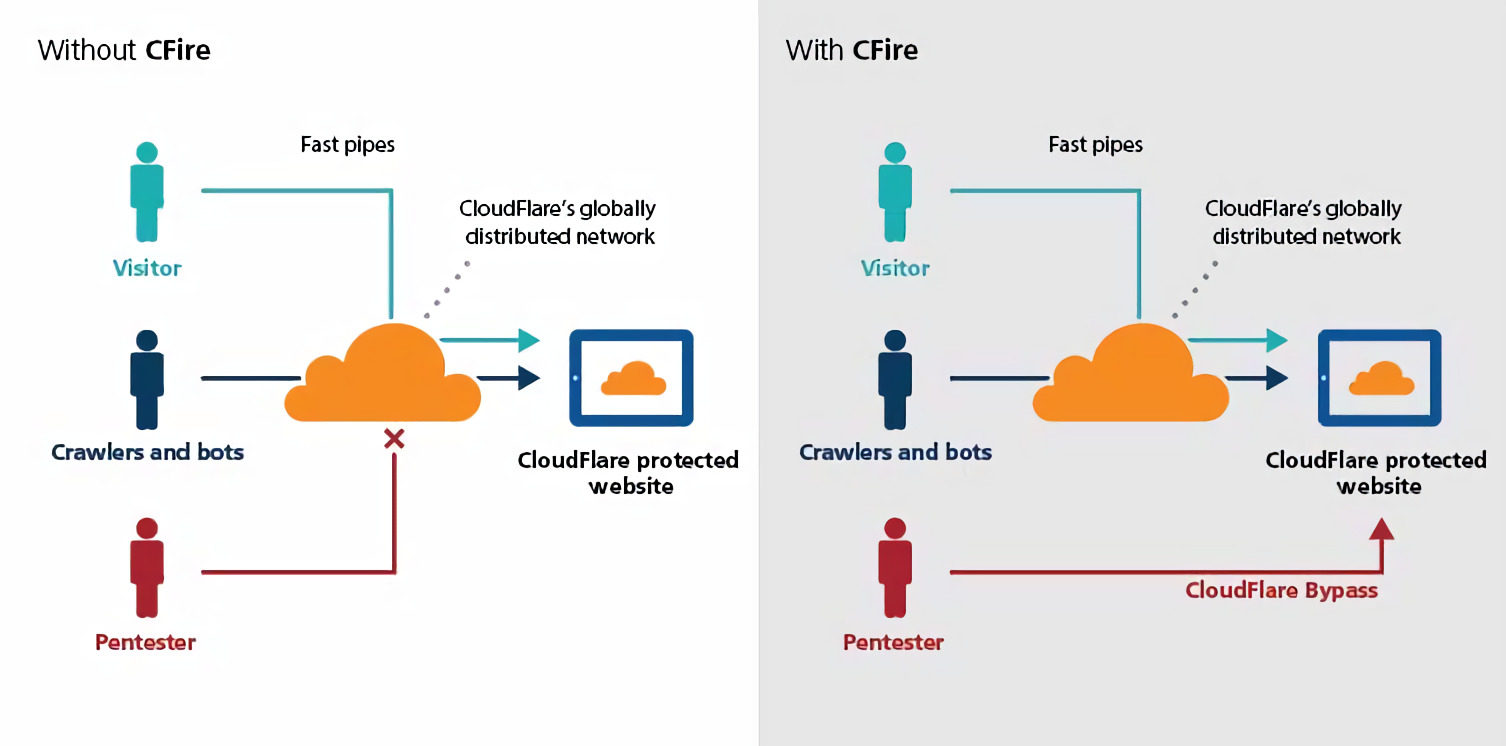 Without CFire
Fast pipes
CloudFlare's globally
distributed network
Visitor
Crawlers and bots
CloudFlare protected
website
Pentester
With CFire
Fast pipes
CloudFlare's globally
distributed network
Visitor
Crawlers and bots
CloudFlare protected
website
CloudFlare Bypass
Pentester